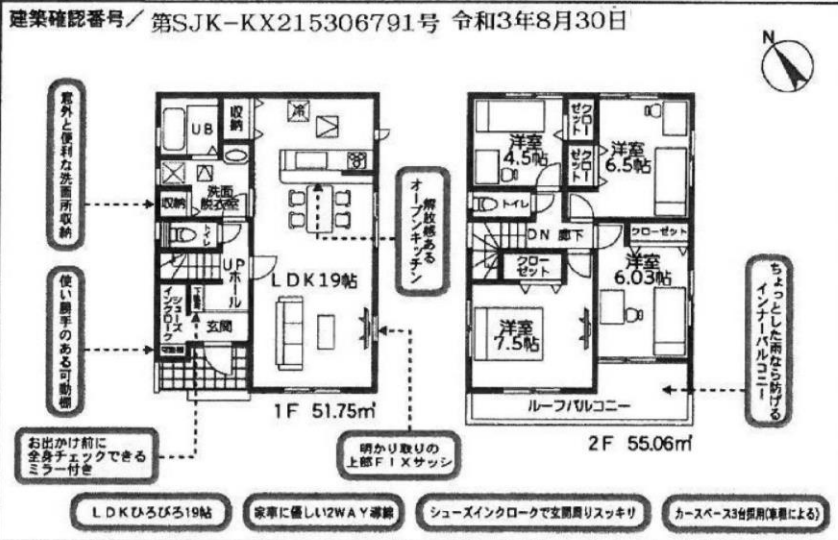 建築確認番号/ 第SJK-KX215306791号 令和3年8月30日
N
意外と便利な洗面所収納
使い勝手のある可動棚
お出かけ前に
全身チェックできる
ミラー付き
UB
収納
冷
洗面
脱衣室
収納
トイレ
UP
ホール
下駄箱
シューズ
インクローク
玄関
可動棚
LDK19帖
1F 51.75㎡
解放感ある
オープンキッチン
明かり取りの
上部FIXサッシ
洋室
4.5帖
クロー
ゼット
クロー
ゼット
洋室
6.5帖
トイレ
DN 廊下
クローゼット
クロー
ゼット
洋室
6.03帖
洋室
7.5帖
ルーフバルコニー
2F 55.06㎡
ちょっとした雨なら防げる
インナーバルコニー
LDKひろびろ19帖
家事に優しい2WAY導線
シューズインクロークで玄関周りスッキリ
カースペース3台採用(車種による)